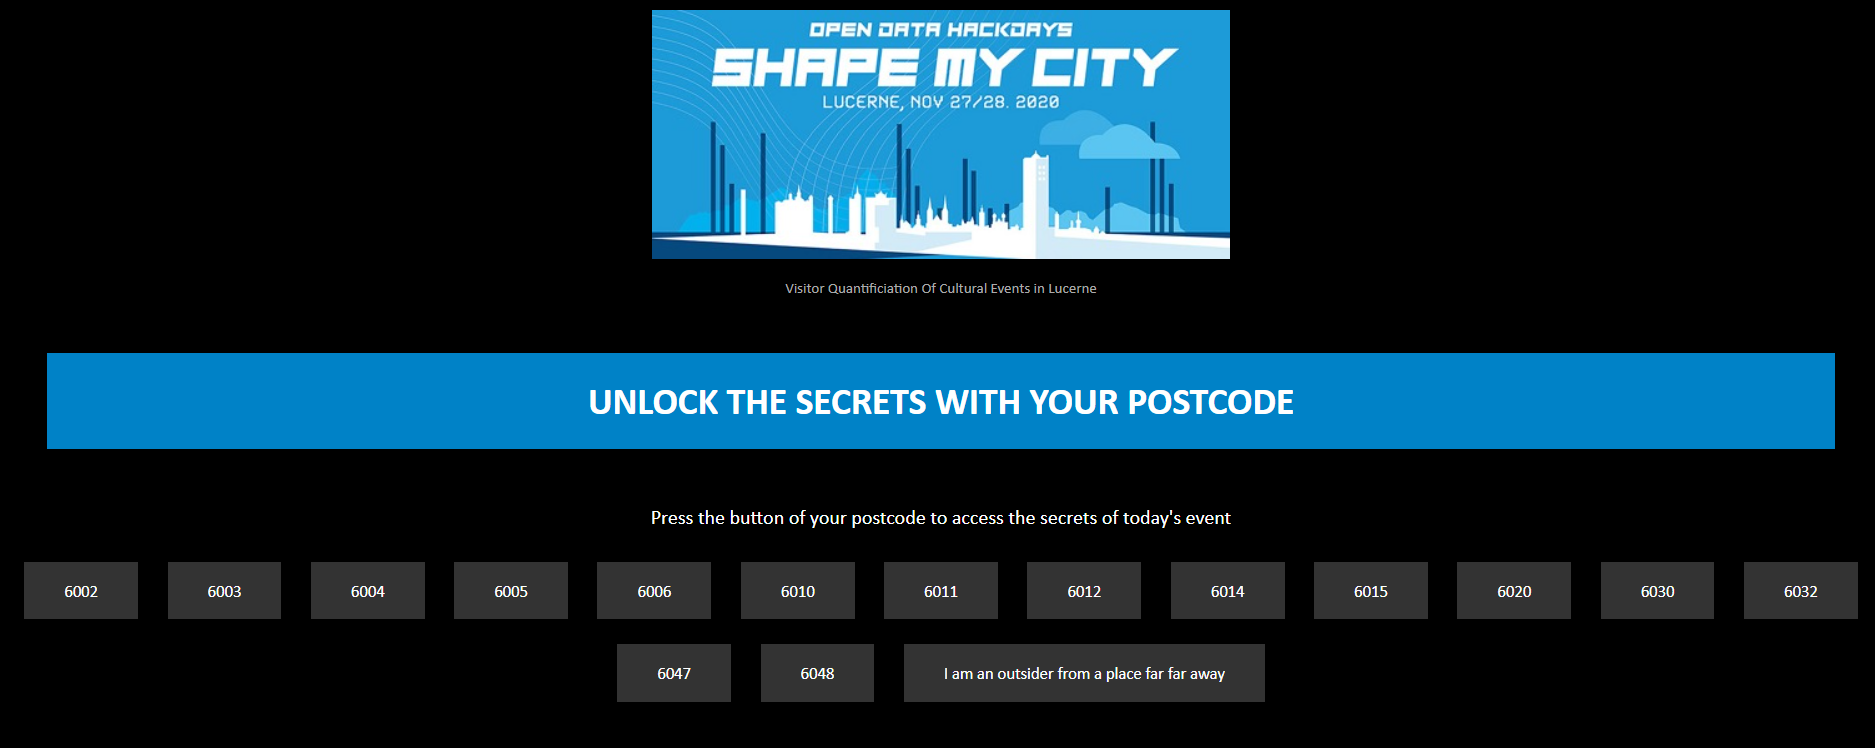 OPEN DATA HACKDAYS
SHAPE MY CITY
LUCERNE, NOV 27/28. 2020
Visitor Quantificiation Of Cultural Events in Lucerne
UNLOCK THE SECRETS WITH YOUR POSTCODE
Press the button of your postcode to access the secrets of today's event
6002 6003 6004 6005 6006 6010 6011 6012 6014 6015 6020 6030 6032
6047 6048 I am an outsider from a place far far away